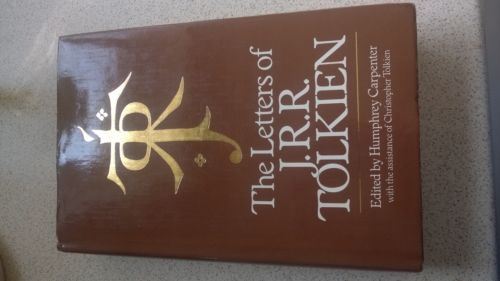 The Letters of
J.R.R.
TOLKIEN
Edited by Humphrey Carpenter
with the assistance of Christopher Tolkien